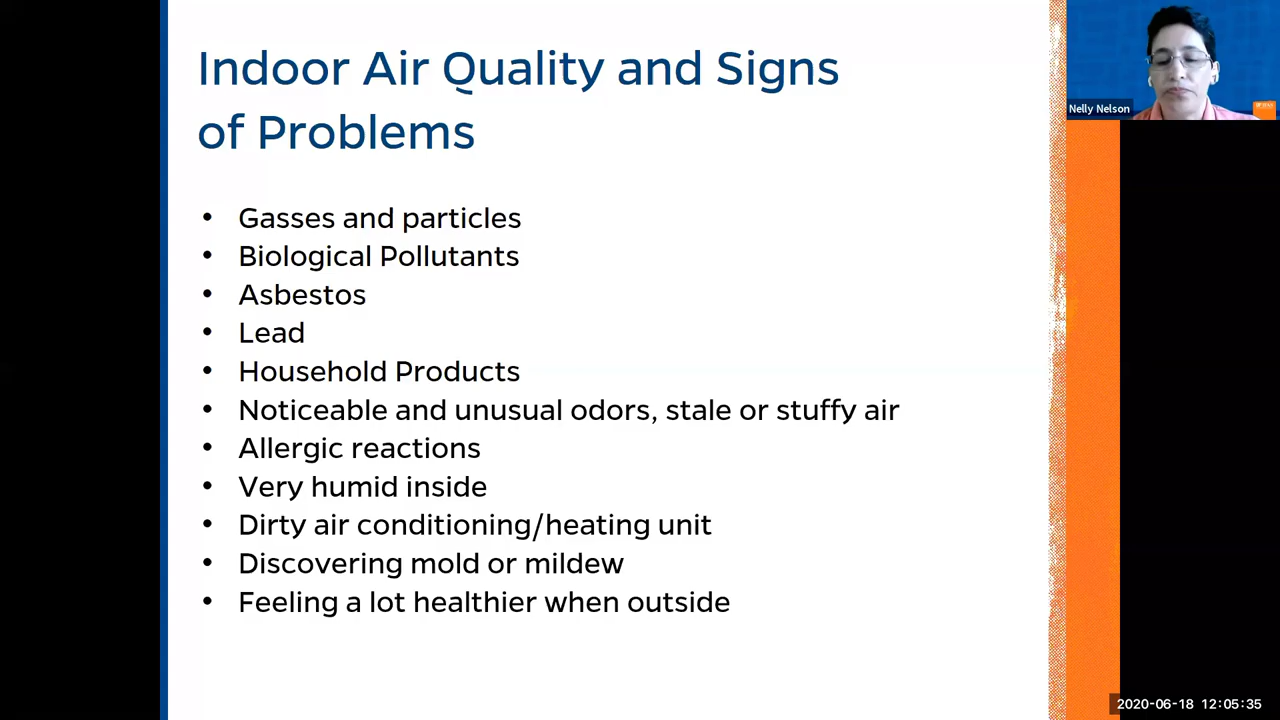 Indoor Air Quality and Signs
of Problems
• Gasses and particles
• Biological Pollutants
• Asbestos
• Lead
• Household Products
• Noticeable and unusual odors, stale or stuffy air
• Allergic reactions
• Very humid inside
• Dirty air conditioning/heating unit
• Discovering mold or mildew
• Feeling a lot healthier when outside
Nelly Nelson
2020-06-18 12:05:35